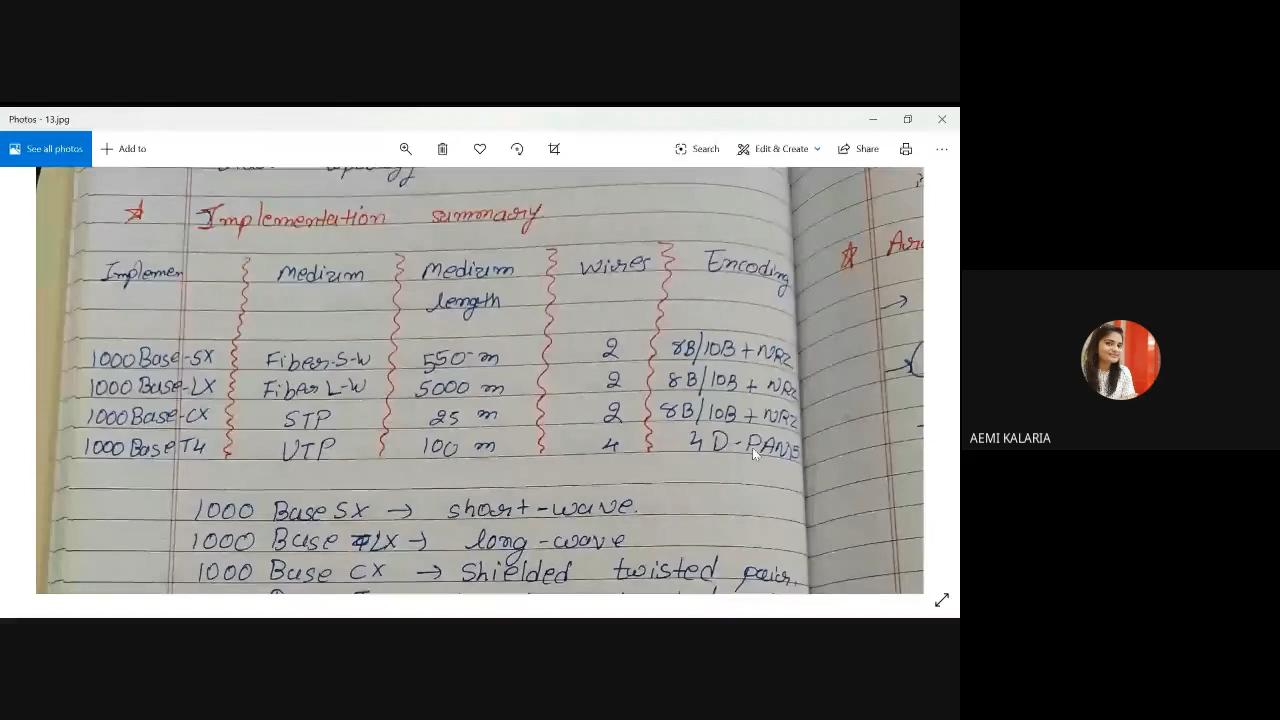 Photos - 13.jpg
See all photos
Add to
Search
Edit & Create
Share
Implementation summary
Implemen Medium Medium length Wires Encoding
1000 Base-SX Fiber S-W 550 m 2 8B/10B + NRZ
1000 Base-LX Fiber L-W 5000 m 2 8B/10B + NRZ
1000 Base-CX STP 25 m 2 8B/10B + NRZ
1000 Base T4 UTP 100 m 4 4D-PAM5
1000 Base SX → short-wave.
1000 Base LX → long-wave
1000 Base CX → shielded twisted pair.
AEMI KALARIA